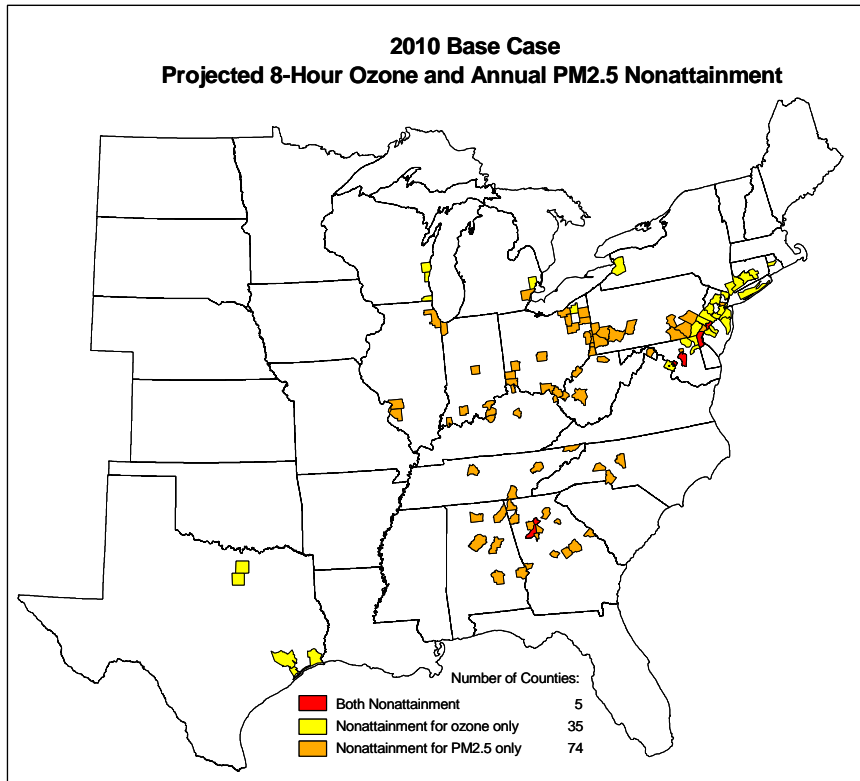 2010 Base Case
Projected 8-Hour Ozone and Annual PM2.5 Nonattainment
Number of Counties:
Both Nonattainment 5
Nonattainment for ozone only 35
Nonattainment for PM2.5 only 74